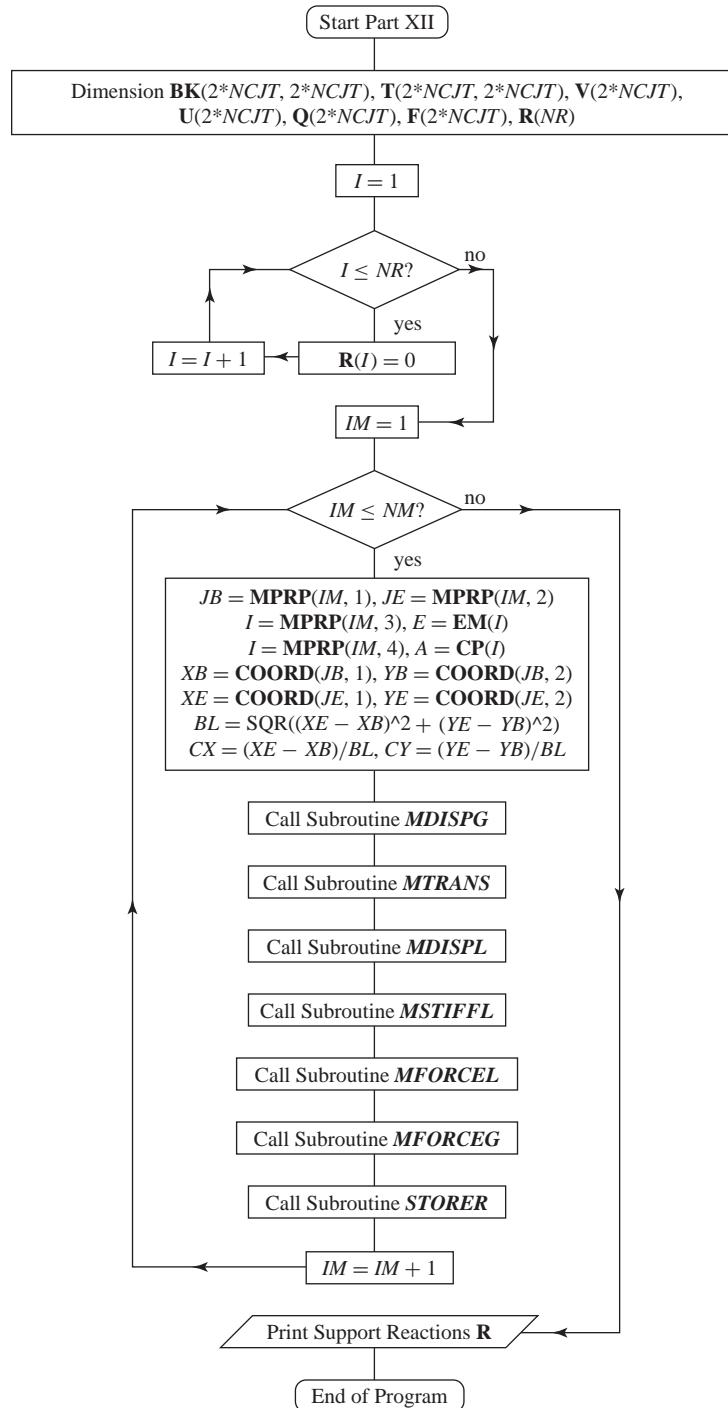 Start Part XII
Dimension BK(2*NCJT, 2*NCJT), T(2*NCJT, 2*NCJT), V(2*NCJT),
U(2*NCJT), Q(2*NCJT), F(2*NCJT), R(NR)
I = 1
I ≤ NR?
no
yes
I = I + 1
R(I) = 0
IM = 1
IM ≤ NM?
no
yes
JB = MPRP(IM, 1), JE = MPRP(IM, 2)
I = MPRP(IM, 3), E = EM(I)
I = MPRP(IM, 4), A = CP(I)
XB = COORD(JB, 1), YB = COORD(JB, 2)
XE = COORD(JE, 1), YE = COORD(JE, 2)
BL = SQR((XE − XB)^2 + (YE − YB)^2)
CX = (XE − XB)/BL, CY = (YE − YB)/BL
Call Subroutine MDISPG
Call Subroutine MTRANS
Call Subroutine MDISPL
Call Subroutine MSTIFFL
Call Subroutine MFORCEL
Call Subroutine MFORCEG
Call Subroutine STORER
IM = IM + 1
Print Support Reactions R
End of Program